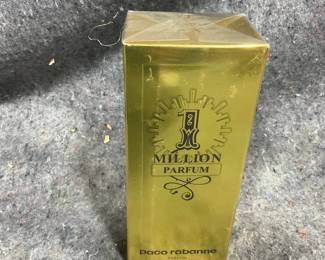 1
MILLION
PARFUM
paco rabanne